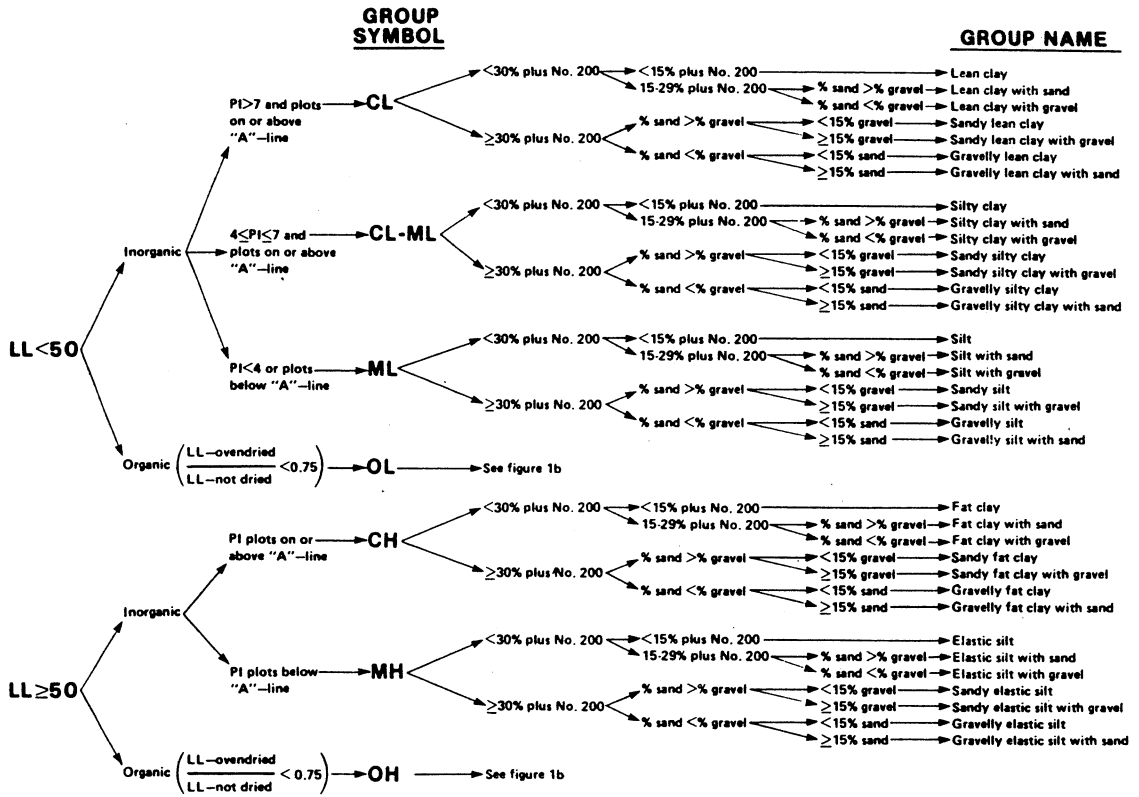 GROUP
SYMBOL
GROUP NAME
LL<50
Inorganic
PI>7 and plots
on or above
"A"—line
CL
<30% plus No. 200
<15% plus No. 200
Lean clay
15-29% plus No. 200
% sand >% gravel
Lean clay with sand
% sand <% gravel
Lean clay with gravel
≥30% plus No. 200
% sand >% gravel
<15% gravel
Sandy lean clay
≥15% gravel
Sandy lean clay with gravel
% sand <% gravel
<15% sand
Gravelly lean clay
≥15% sand
Gravelly lean clay with sand
4≤PI≤7 and
plots on or above
"A"—line
CL-ML
<30% plus No. 200
<15% plus No. 200
Silty clay
15-29% plus No. 200
% sand >% gravel
Silty clay with sand
% sand <% gravel
Silty clay with gravel
≥30% plus No. 200
% sand >% gravel
<15% gravel
Sandy silty clay
≥15% gravel
Sandy silty clay with gravel
% sand <% gravel
<15% sand
Gravelly silty clay
≥15% sand
Gravelly silty clay with sand
PI<4 or plots
below "A"—line
ML
<30% plus No. 200
<15% plus No. 200
Silt
15-29% plus No. 200
% sand >% gravel
Silt with sand
% sand <% gravel
Silt with gravel
≥30% plus No. 200
% sand >% gravel
<15% gravel
Sandy silt
≥15% gravel
Sandy silt with gravel
% sand <% gravel
<15% sand
Gravelly silt
≥15% sand
Gravelly silt with sand
Organic (LL—ovendried
LL—not dried <0.75)
OL
See figure 1b
LL≥50
Inorganic
PI plots on or
above "A"—line
CH
<30% plus No. 200
<15% plus No. 200
Fat clay
15-29% plus No. 200
% sand >% gravel
Fat clay with sand
% sand <% gravel
Fat clay with gravel
≥30% plus No. 200
% sand >% gravel
<15% gravel
Sandy fat clay
≥15% gravel
Sandy fat clay with gravel
% sand <% gravel
<15% sand
Gravelly fat clay
≥15% sand
Gravelly fat clay with sand
PI plots below
"A"—line
MH
<30% plus No. 200
<15% plus No. 200
Elastic silt
15-29% plus No. 200
% sand >% gravel
Elastic silt with sand
% sand <% gravel
Elastic silt with gravel
≥30% plus No. 200
% sand >% gravel
<15% gravel
Sandy elastic silt
≥15% gravel
Sandy elastic silt with gravel
% sand <% gravel
<15% sand
Gravelly elastic silt
≥15% sand
Gravelly elastic silt with sand
Organic (LL—ovendried
LL—not dried < 0.75)
OH
See figure 1b